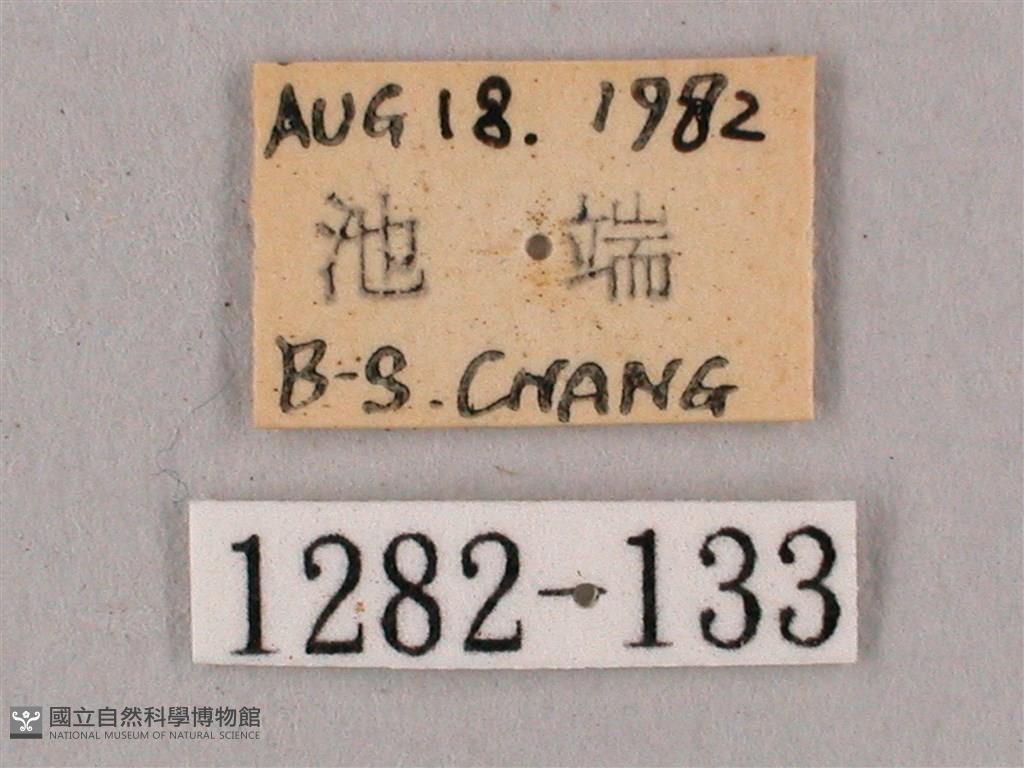 AUG 18. 1982
池 端
B-S. CHANG
1282-133
國立自然科學博物館
NATIONAL MUSEUM OF NATURAL SCIENCE